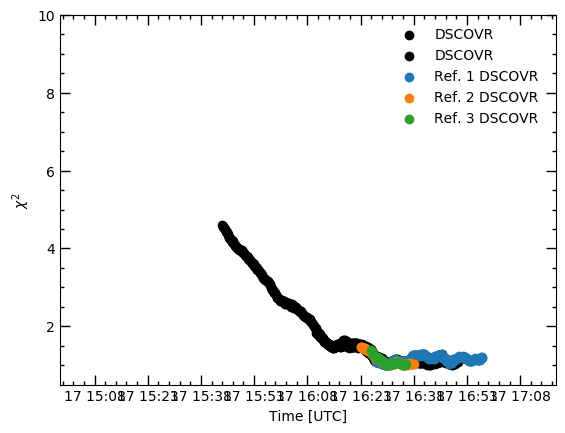 10
8
6
4
2
χ²
DSCOVR
DSCOVR
Ref. 1 DSCOVR
Ref. 2 DSCOVR
Ref. 3 DSCOVR
17 15:08 17 15:23 17 15:38 17 15:53 17 16:08 17 16:23 17 16:38 17 16:53 17 17:08
Time [UTC]